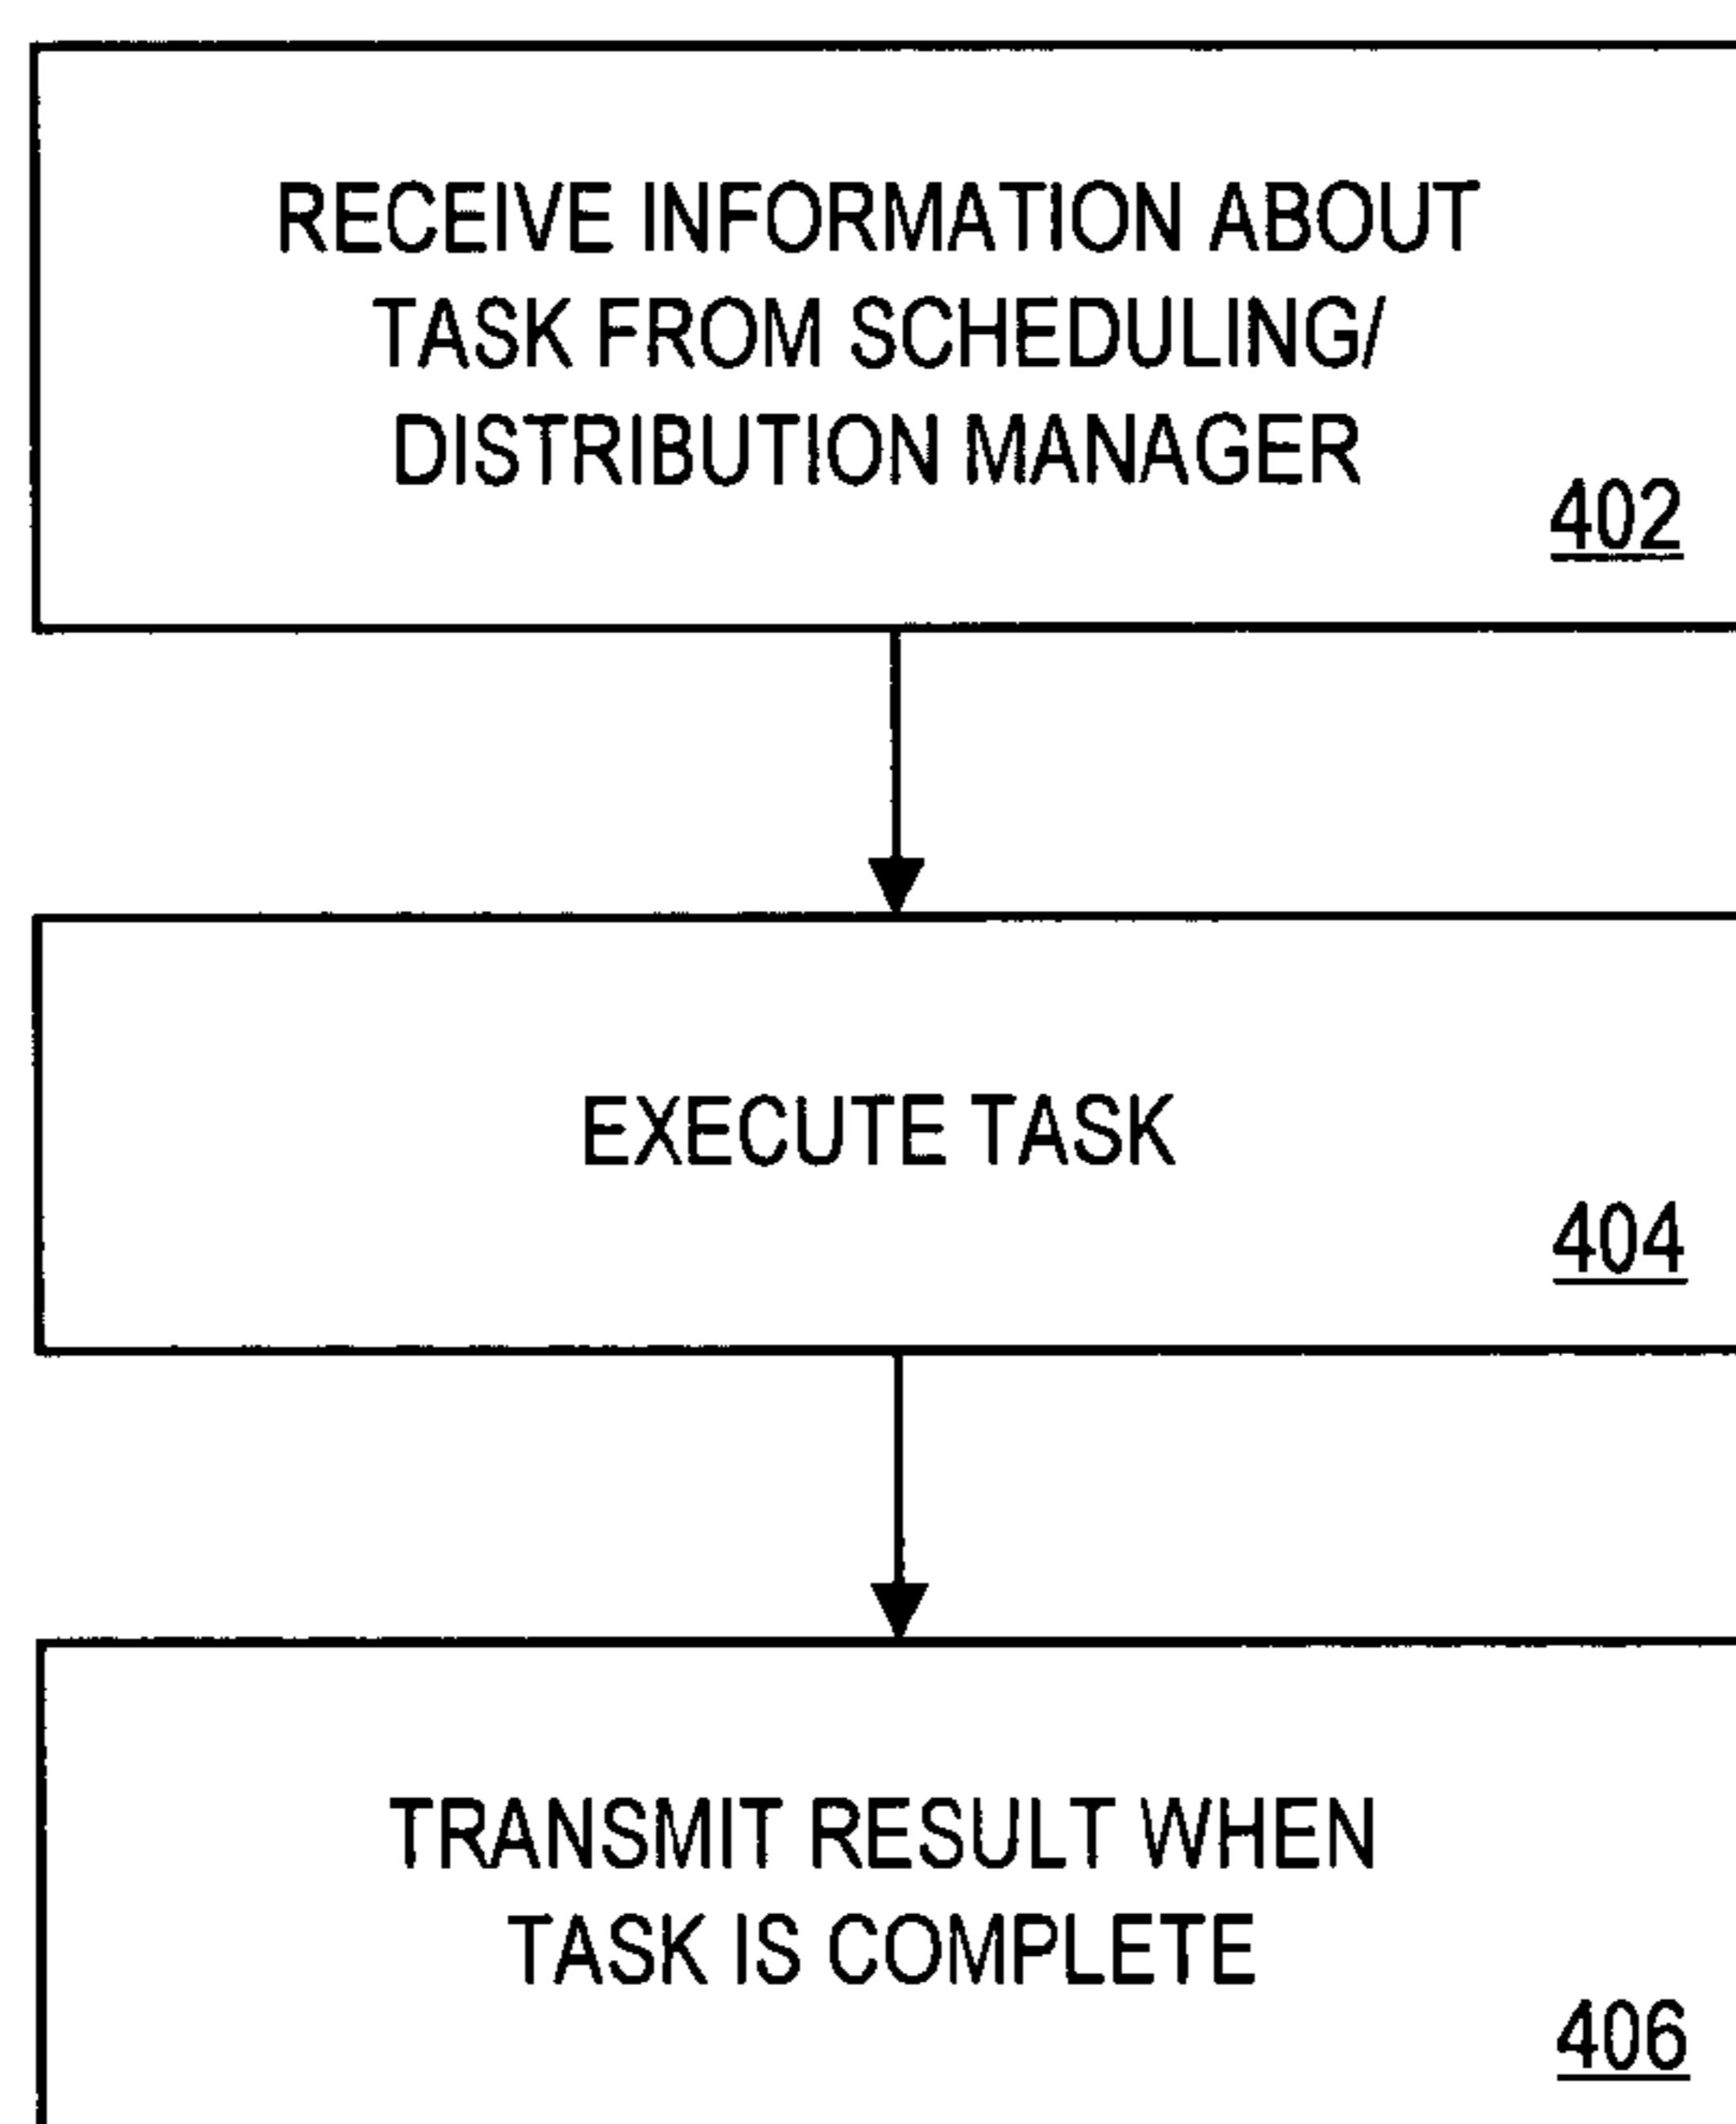 RECEIVE INFORMATION ABOUT
TASK FROM SCHEDULING/
DISTRIBUTION MANAGER
402
EXECUTE TASK
404
TRANSMIT RESULT WHEN
TASK IS COMPLETE
406